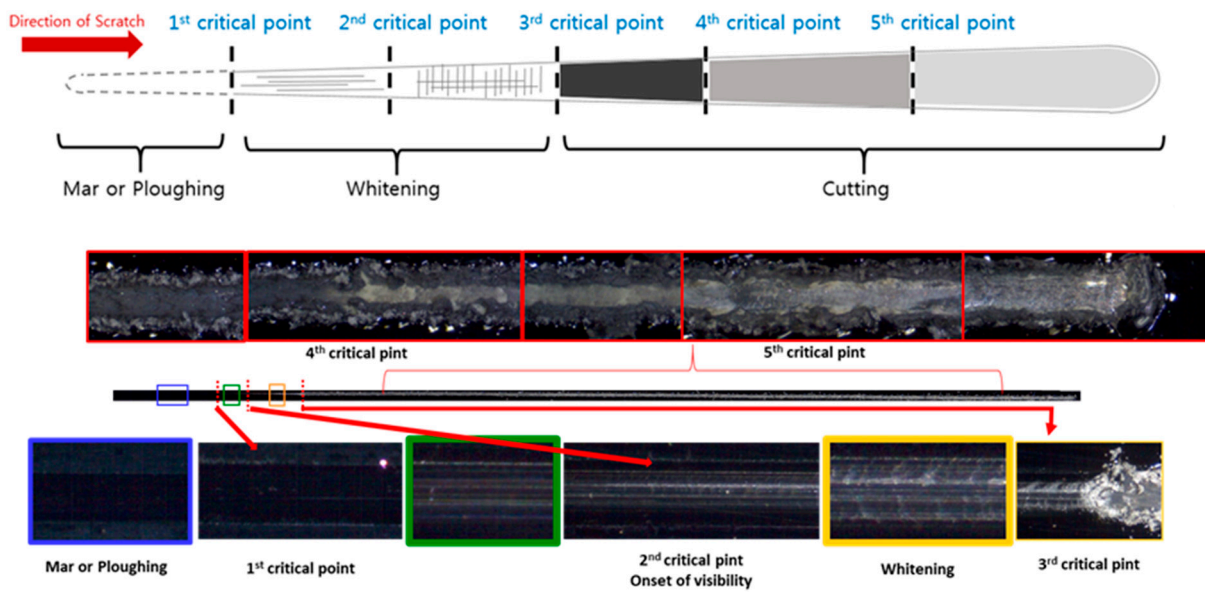 Direction of Scratch
1st critical point
2nd critical point
3rd critical point
4th critical point
5th critical point
Mar or Ploughing
Whitening
Cutting
4th critical pint
5th critical pint
Mar or Ploughing
1st critical point
2nd critical pint
Onset of visibility
Whitening
3rd critical pint